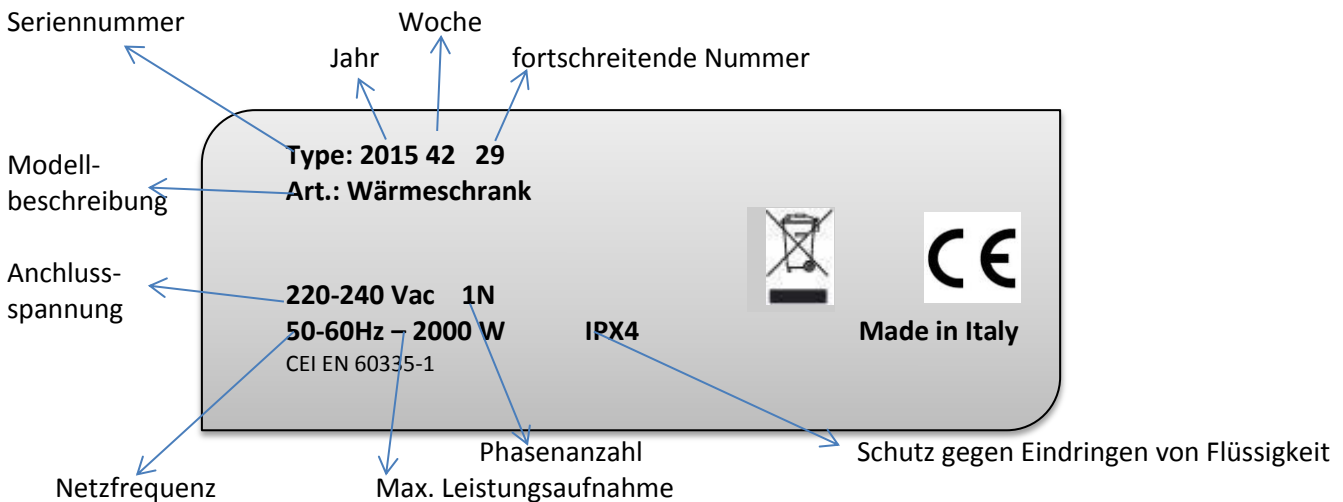 Seriennummer
Woche
Jahr
fortschreitende Nummer
Type: 2015 42 29
Modell-
beschreibung
Art.: Wärmeschrank
CE
Anchluss-
spannung
220-240 Vac 1N
50-60Hz – 2000 W IPX4 Made in Italy
CEI EN 60335-1
Phasenanzahl
Schutz gegen Eindringen von Flüssigkeit
Netzfrequenz
Max. Leistungsaufnahme